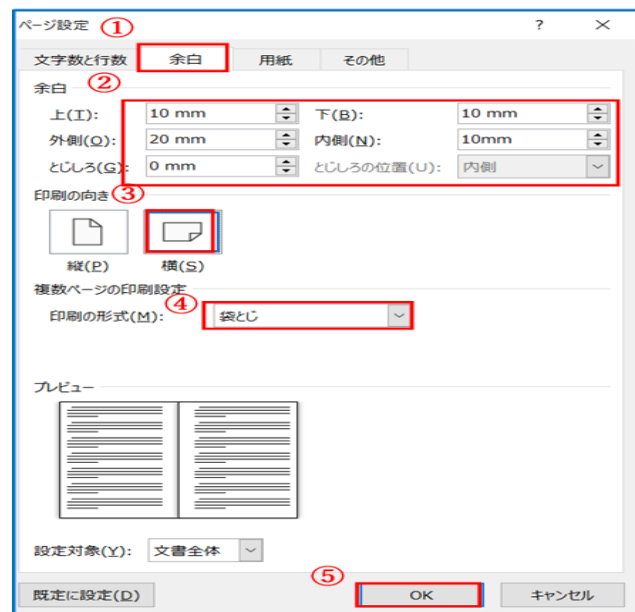 ページ設定 ① ? ×
文字数と行数 余白 用紙 その他
余白 ②
上(T): 10 mm 下(B): 10 mm
外側(O): 20 mm 内側(N): 10mm
とじしろ(G): 0 mm とじしろの位置(U): 内側
印刷の向き ③
縦(P) 横(S)
複数ページの印刷設定
④
印刷の形式(M): 袋とじ
プレビュー
設定対象(Y): 文書全体
⑤
既定に設定(D) OK キャンセル